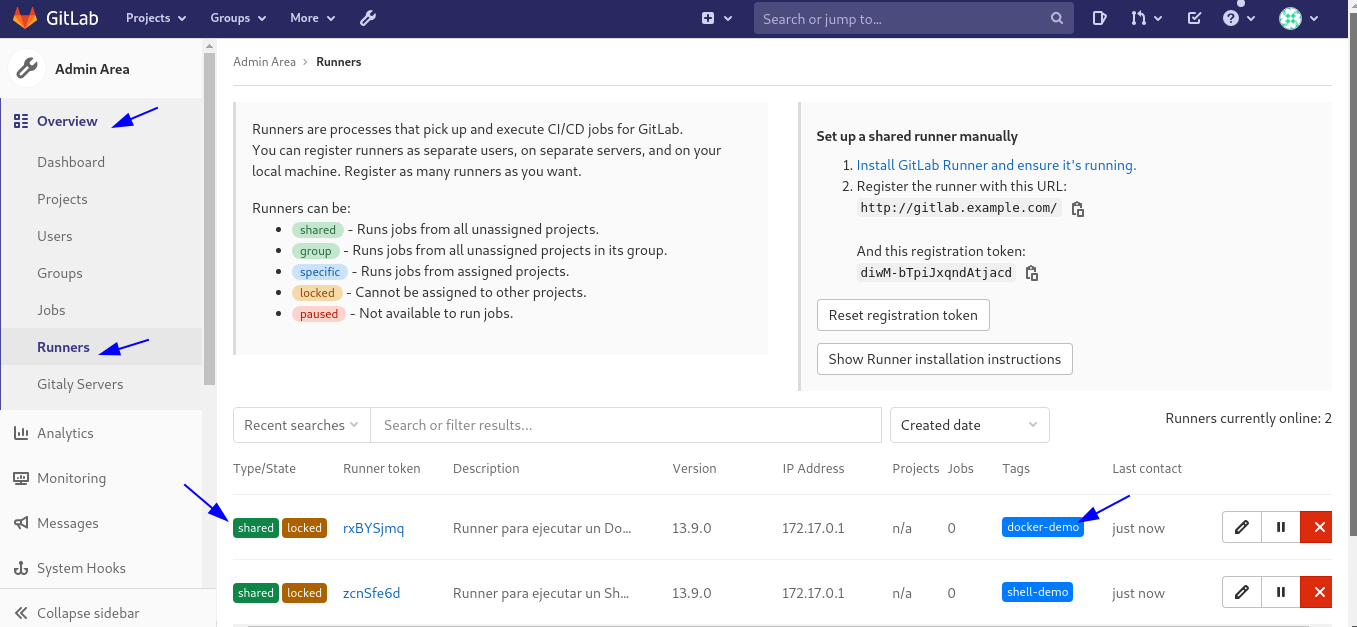 GitLab Projects Groups More Search or jump to...
Admin Area
Overview
Dashboard
Projects
Users
Groups
Jobs
Runners
Gitaly Servers
Analytics
Monitoring
Messages
System Hooks
Collapse sidebar
Admin Area › Runners
Runners are processes that pick up and execute CI/CD jobs for GitLab.
You can register runners as separate users, on separate servers, and on your
local machine. Register as many runners as you want.
Runners can be:
• shared - Runs jobs from all unassigned projects.
• group - Runs jobs from all unassigned projects in its group.
• specific - Runs jobs from assigned projects.
• locked - Cannot be assigned to other projects.
• paused - Not available to run jobs.
Set up a shared runner manually
1. Install GitLab Runner and ensure it's running.
2. Register the runner with this URL:
http://gitlab.example.com/
And this registration token:
diwM-bTpiJxqndAtjacd
Reset registration token
Show Runner installation instructions
Recent searches Search or filter results... Created date Runners currently online: 2
Type/State Runner token Description Version IP Address Projects Jobs Tags Last contact
shared locked rxBYSjmq Runner para ejecutar un Do... 13.9.0 172.17.0.1 n/a 0 docker-demo just now
shared locked zcnSfe6d Runner para ejecutar un Sh... 13.9.0 172.17.0.1 n/a 0 shell-demo just now